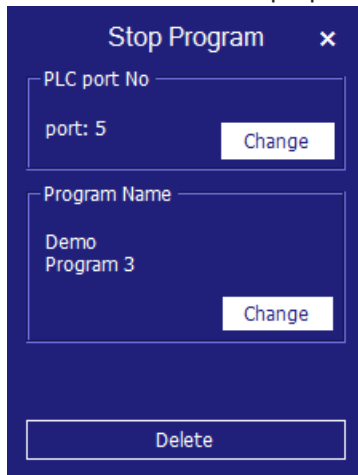 Stop Program ×
PLC port No
port: 5
Change
Program Name
Demo
Program 3
Change
Delete